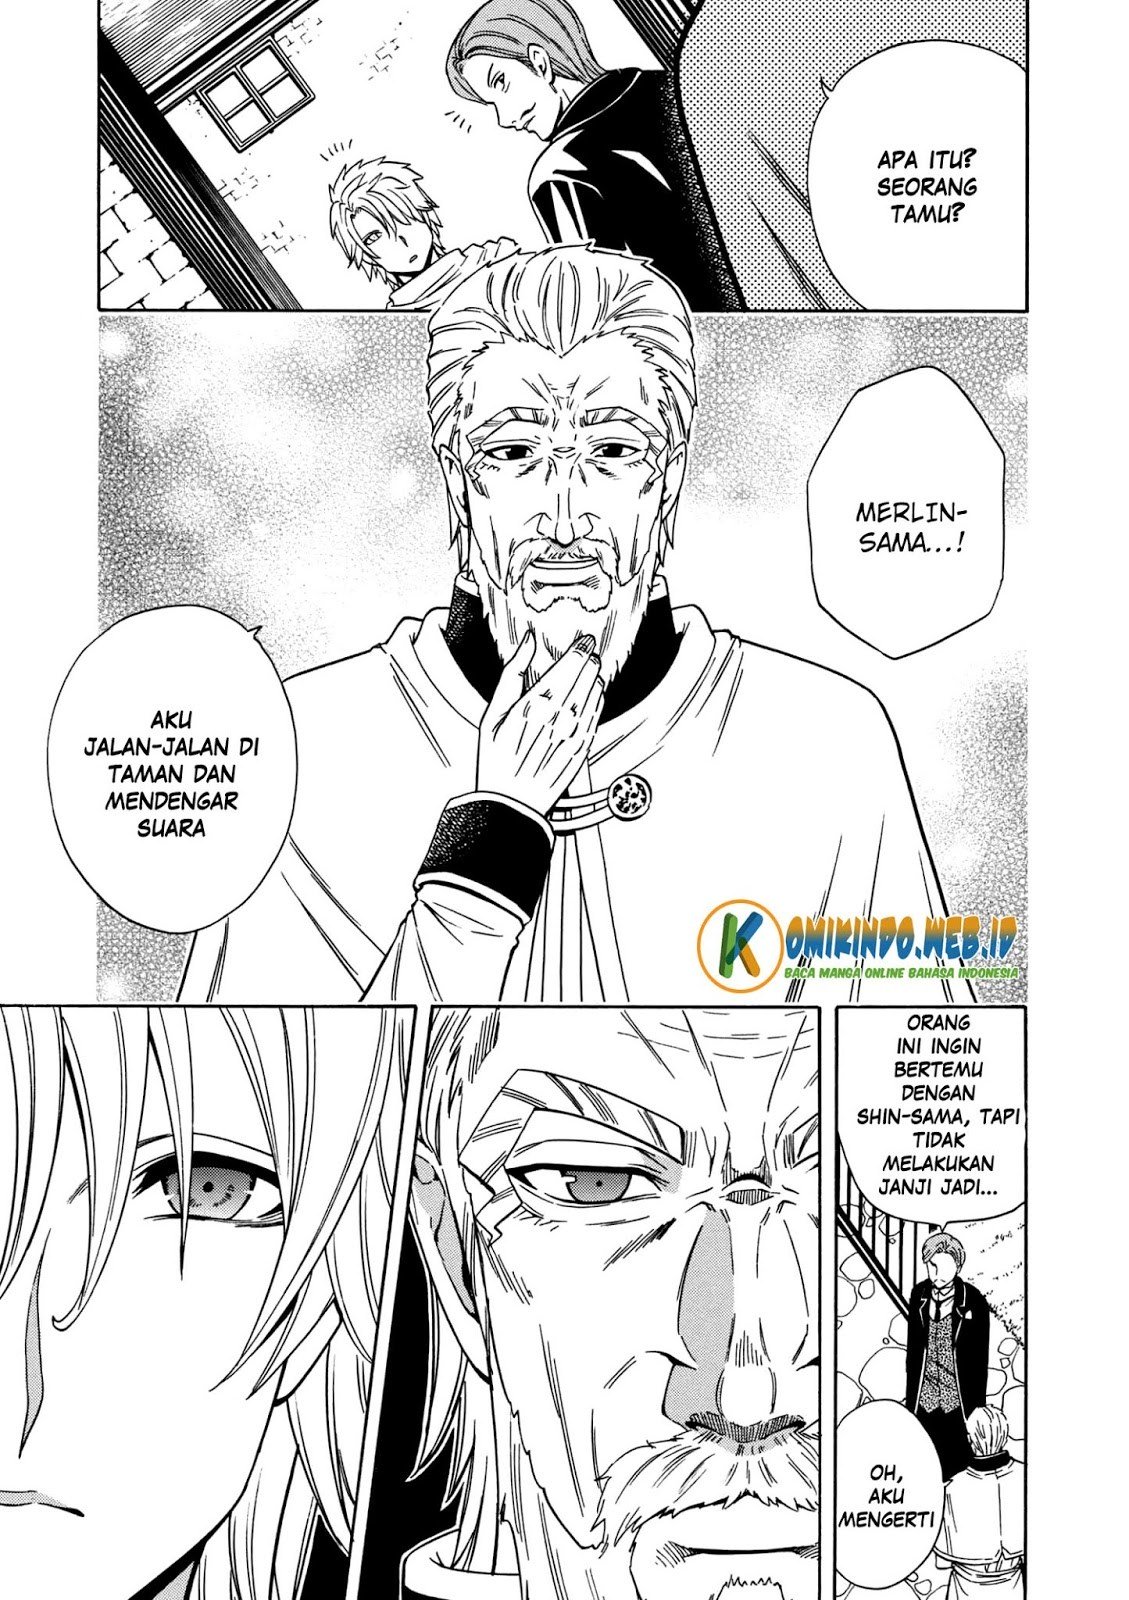 APA ITU?
SEORANG
TAMU?
MERLIN-
SAMA...!
AKU
JALAN-JALAN DI
TAMAN DAN
MENDENGAR
SUARA
KOMIKINDO.WEB.ID
BACA MANGA ONLINE BAHASA INDONESIA
ORANG
INI INGIN
BERTEMU
DENGAN
SHIN-SAMA, TAPI
TIDAK
MELAKUKAN
JANJI JADI...
OH,
AKU
MENGERTI